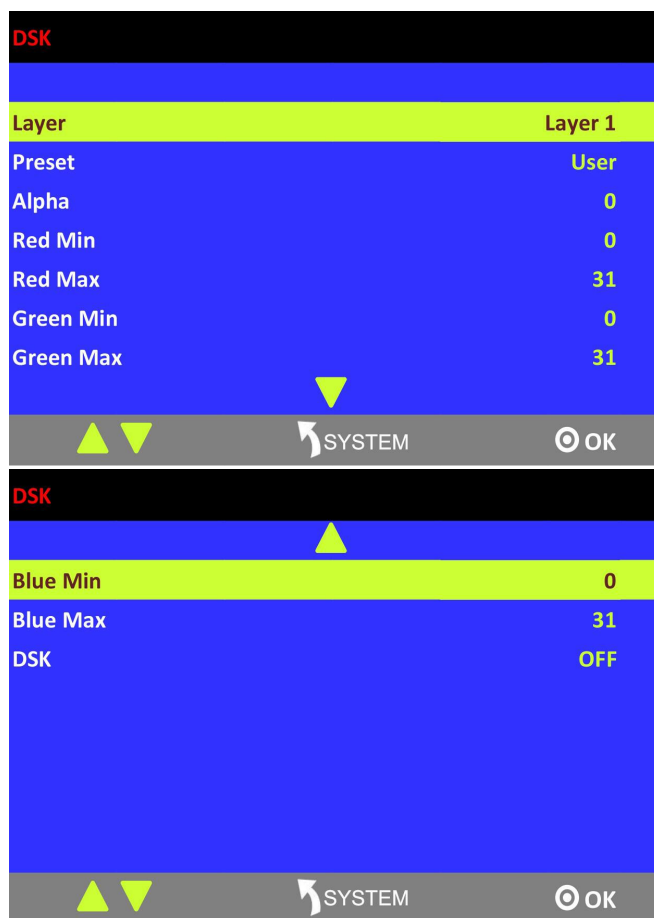 DSK
Layer Layer 1
Preset User
Alpha 0
Red Min 0
Red Max 31
Green Min 0
Green Max 31
SYSTEM OK
DSK
Blue Min 0
Blue Max 31
DSK OFF
SYSTEM OK